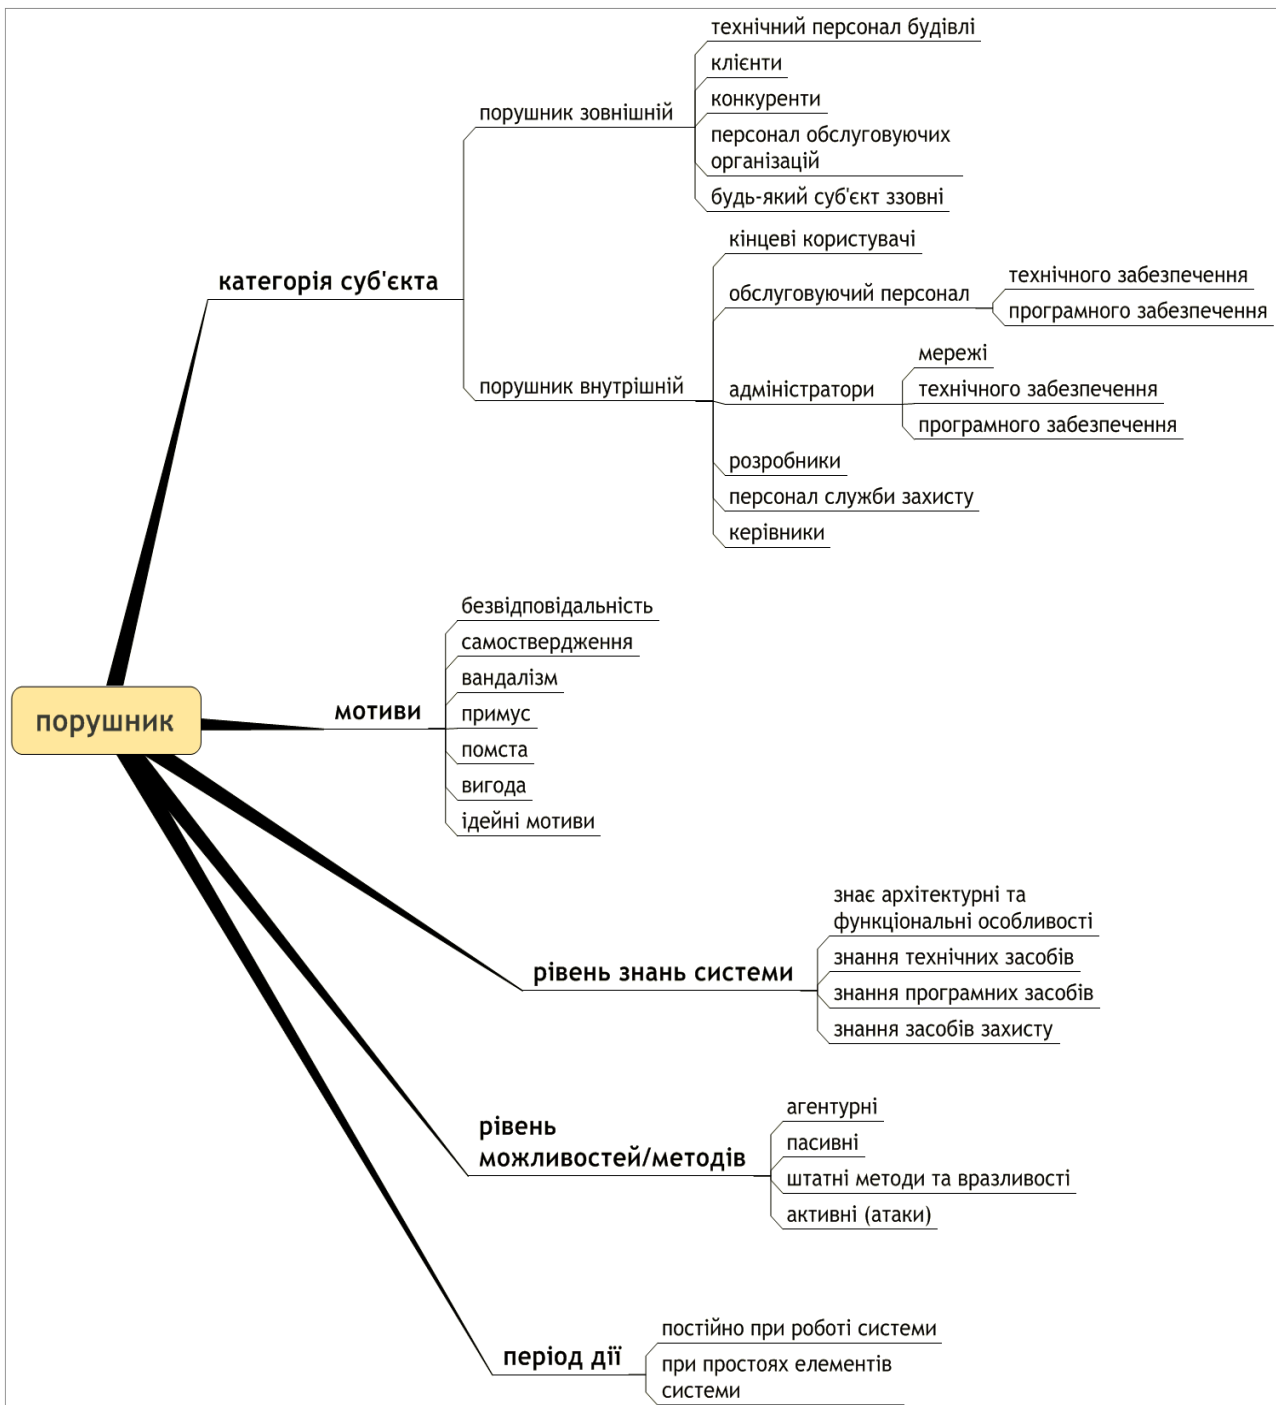 технічний персонал будівлі
клієнти
конкуренти
порушник зовнішній
персонал обслуговуючих
організацій
будь-який суб'єкт ззовні
кінцеві користувачі
категорія суб'єкта
обслуговуючий персонал
технічного забезпечення
програмного забезпечення
порушник внутрішній
адміністратори
мережі
технічного забезпечення
програмного забезпечення
розробники
персонал служби захисту
керівники
порушник
мотиви
безвідповідальність
самоствердження
вандалізм
примус
помста
вигода
ідейні мотиви
рівень знань системи
знає архітектурні та
функціональні особливості
знання технічних засобів
знання програмних засобів
знання засобів захисту
рівень
можливостей/методів
агентурні
пасивні
штатні методи та вразливості
активні (атаки)
період дії
постійно при роботі системи
при простоях елементів
системи